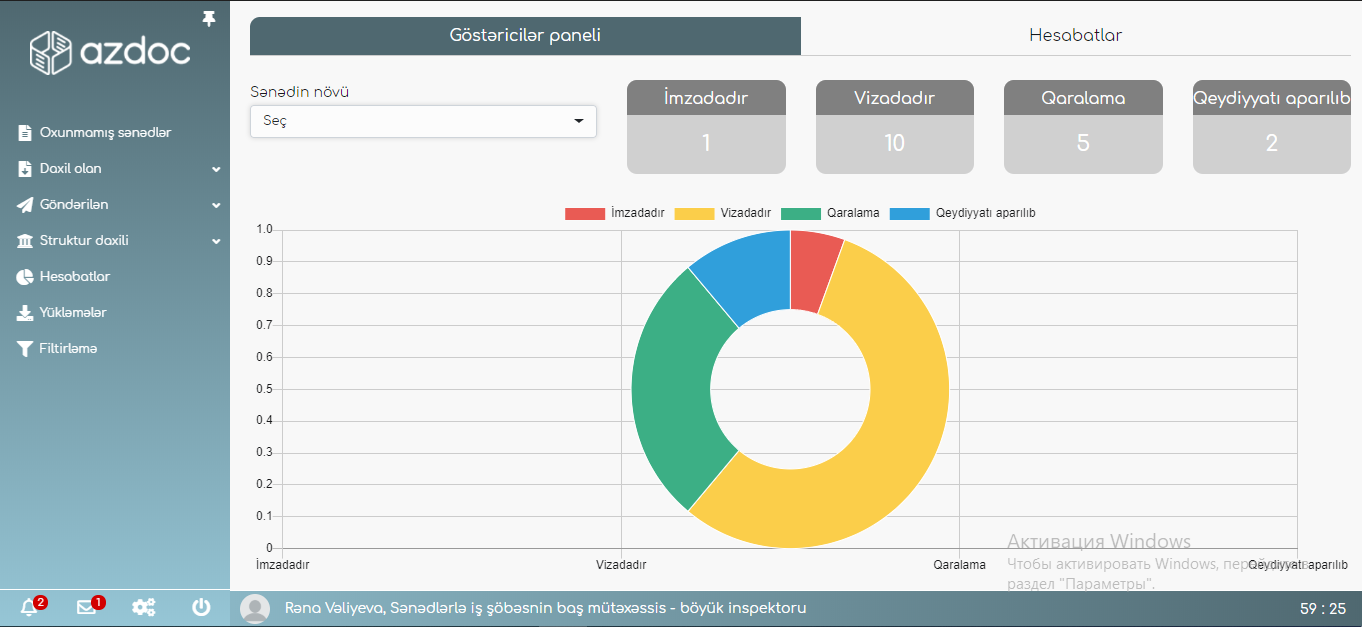 azdoc
Oxunmamış sənədlər
Daxil olan
Göndərilən
Struktur daxili
Hesabatlar
Yükləmələr
Filtirləmə
2
1
Göstəricilər paneli
Hesabatlar
Sənədin növü
Seç
İmzadadır
1
Vizadadır
10
Qaralama
5
Qeydiyyatı aparılıb
2
İmzadadır Vizadadır Qaralama Qeydiyyatı aparılıb
1.0
0.9
0.8
0.7
0.6
0.5
0.4
0.3
0.2
0.1
0
İmzadadır Vizadadır Qaralama Qeydiyyatı aparılıb
Активация Windows
Чтобы активировать Windows,
раздел "Параметры".
Rəna Vəliyeva, Sənədlərlə iş şöbəsnin baş mütəxəssis - böyük inspektoru
59 : 25